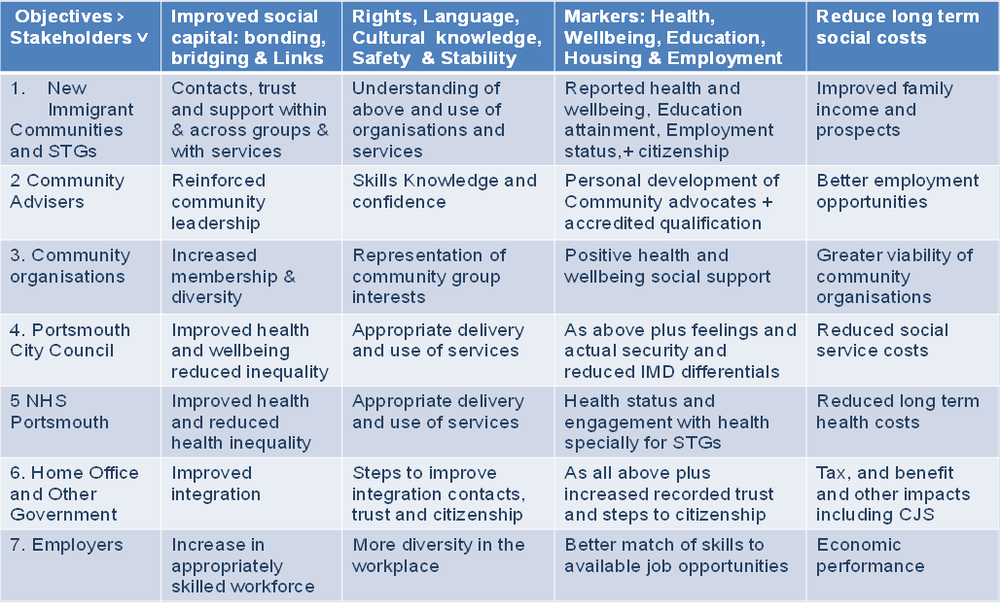 Objectives >
Stakeholders v
Improved social
capital: bonding,
bridging & Links
Rights, Language,
Cultural knowledge,
Safety & Stability
Markers: Health,
Wellbeing, Education,
Housing & Employment
Reduce long term
social costs
1. New
Immigrant
Communities
and STGs
Contacts, trust
and support within
& across groups &
with services
Understanding of
above and use of
organisations and
services
Reported health and
wellbeing, Education
attainment, Employment
status,+ citizenship
Improved family
income and
prospects
2 Community
Advisers
Reinforced
community
leadership
Skills Knowledge and
confidence
Personal development of
Community advocates +
accredited qualification
Better employment
opportunities
3. Community
organisations
Increased
membership &
diversity
Representation of
community group
interests
Positive health and
wellbeing social support
Greater viability of
community
organisations
4. Portsmouth
City Council
Improved health
and wellbeing
reduced inequality
Appropriate delivery
and use of services
As above plus feelings and
actual security and
reduced IMD differentials
Reduced social
service costs
5 NHS
Portsmouth
Improved health
and reduced
health inequality
Appropriate delivery
and use of services
Health status and
engagement with health
specially for STGs
Reduced long term
health costs
6. Home Office
and Other
Government
Improved
integration
Steps to improve
integration contacts,
trust and citizenship
As all above plus
increased recorded trust
and steps to citizenship
Tax, and benefit
and other impacts
including CJS
7. Employers
Increase in
appropriately
skilled workforce
More diversity in the
workplace
Better match of skills to
available job opportunities
Economic
performance